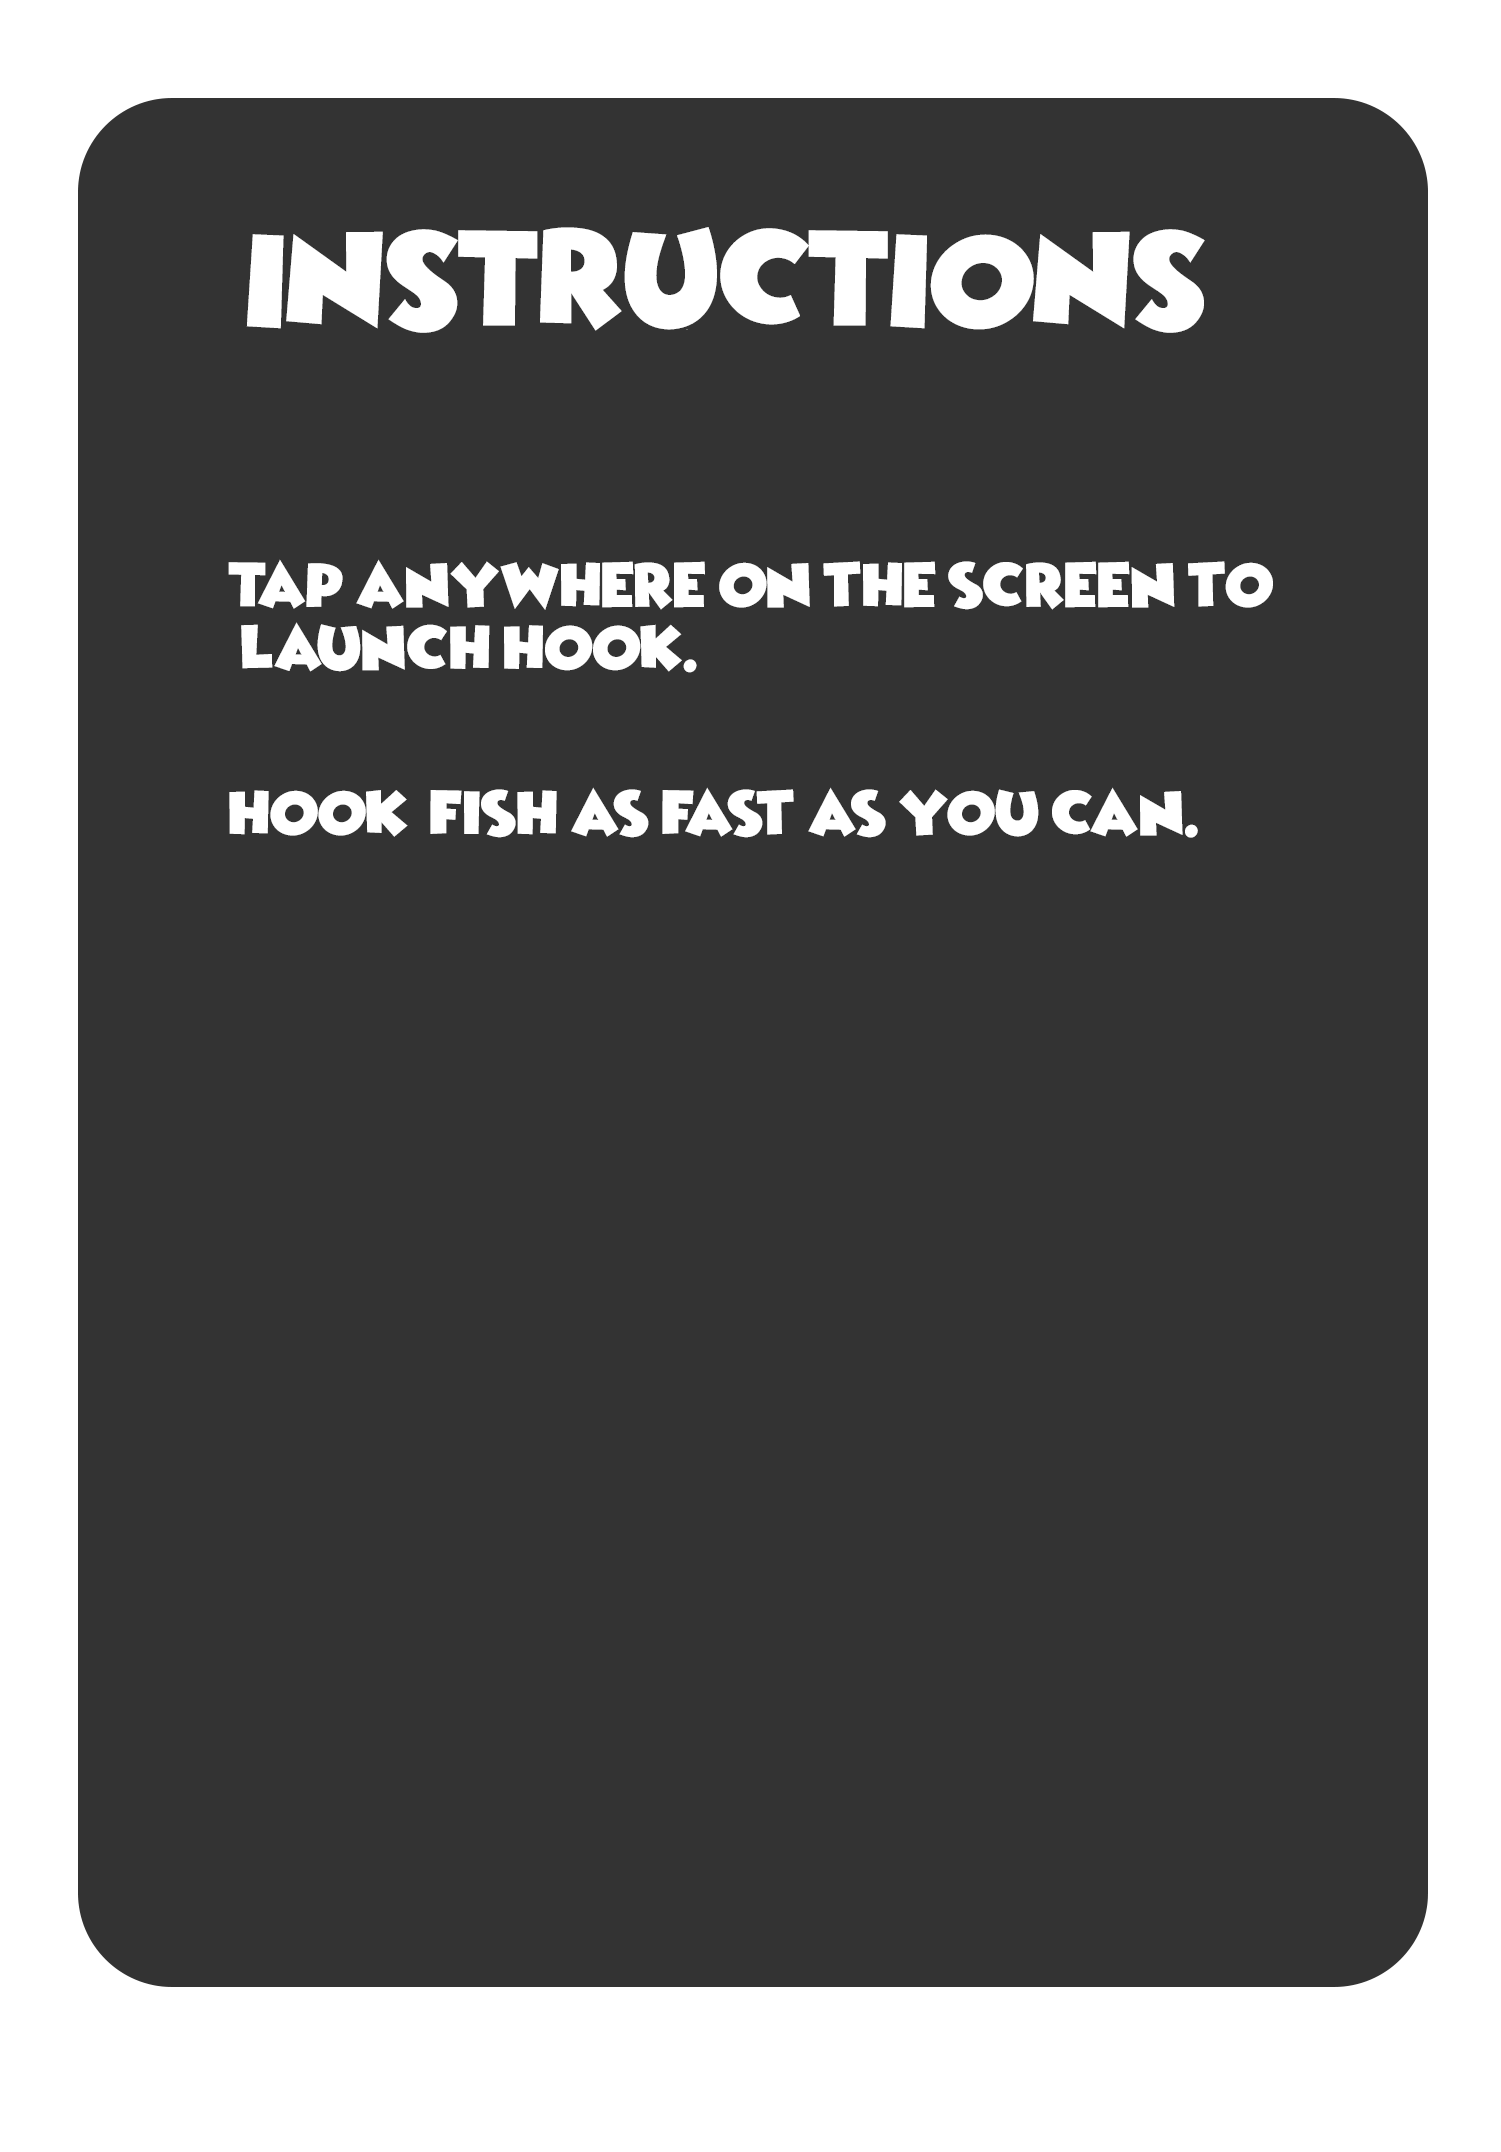 INSTRUCTIONS
TAP ANYWHERE ON THE SCREEN TO
LAUNCH HOOK.
HOOK FISH AS FAST AS YOU CAN.